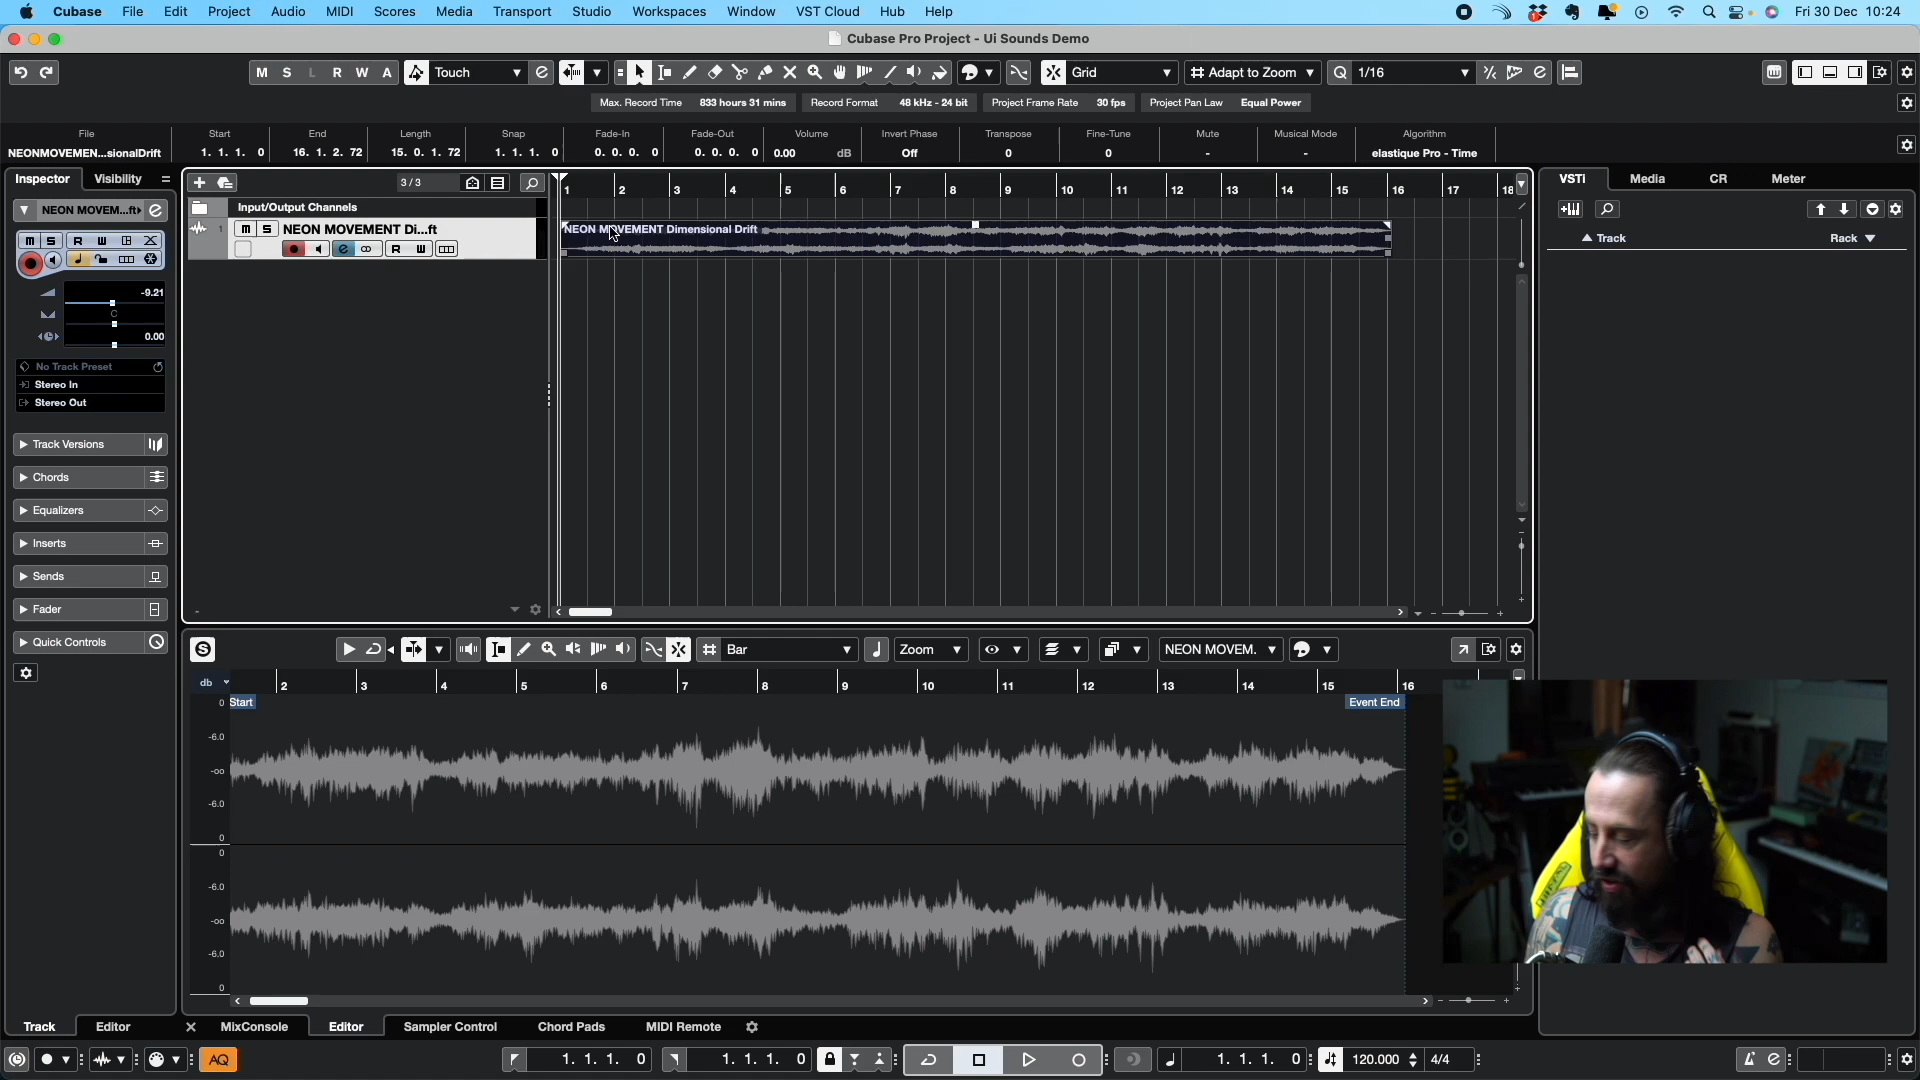 Cubase File Edit Project Audio MIDI Scores Media Transport Studio Workspaces Window VST Cloud Hub Help Fri 30 Dec 10:24
Cubase Pro Project - Ui Sounds Demo
M S L R W A Touch Grid Adapt to Zoom Q 1/16
Max. Record Time 833 hours 31 mins Record Format 48 kHz - 24 bit Project Frame Rate 30 fps Project Pan Law Equal Power
File Start End Length Snap Fade-In Fade-Out Volume Invert Phase Transpose Fine-Tune Mute Musical Mode Algorithm
NEONMOVEMEN...sionalDrift 1. 1. 1. 0 16. 1. 2. 72 15. 0. 1. 72 1. 1. 1. 0 0. 0. 0. 0 0. 0. 0. 0 0.00 dB Off 0 0 - - elastique Pro - Time
Inspector Visibility 3/3 1 2 3 4 5 6 7 8 9 10 11 12 13 14 15 16 17 18 VSTi Media CR Meter
NEON MOVEM...ft Input/Output Channels
1 m S NEON MOVEMENT Di...ft NEON MOVEMENT Dimensional Drift Track Rack
m S R W
R W
-9.21
C
0.00
No Track Preset
Stereo In
Stereo Out
Track Versions
Chords
Equalizers
Inserts
Sends
Fader
Quick Controls
Bar Zoom NEON MOVEM.
db 2 3 4 5 6 7 8 9 10 11 12 13 14 15 16
0 Start Event End
-6.0
-oo
-6.0
0
0
-6.0
-oo
-6.0
0
Track Editor MixConsole Editor Sampler Control Chord Pads MIDI Remote
AQ 1. 1. 1. 0 1. 1. 1. 0 1. 1. 1. 0 120.000 4/4